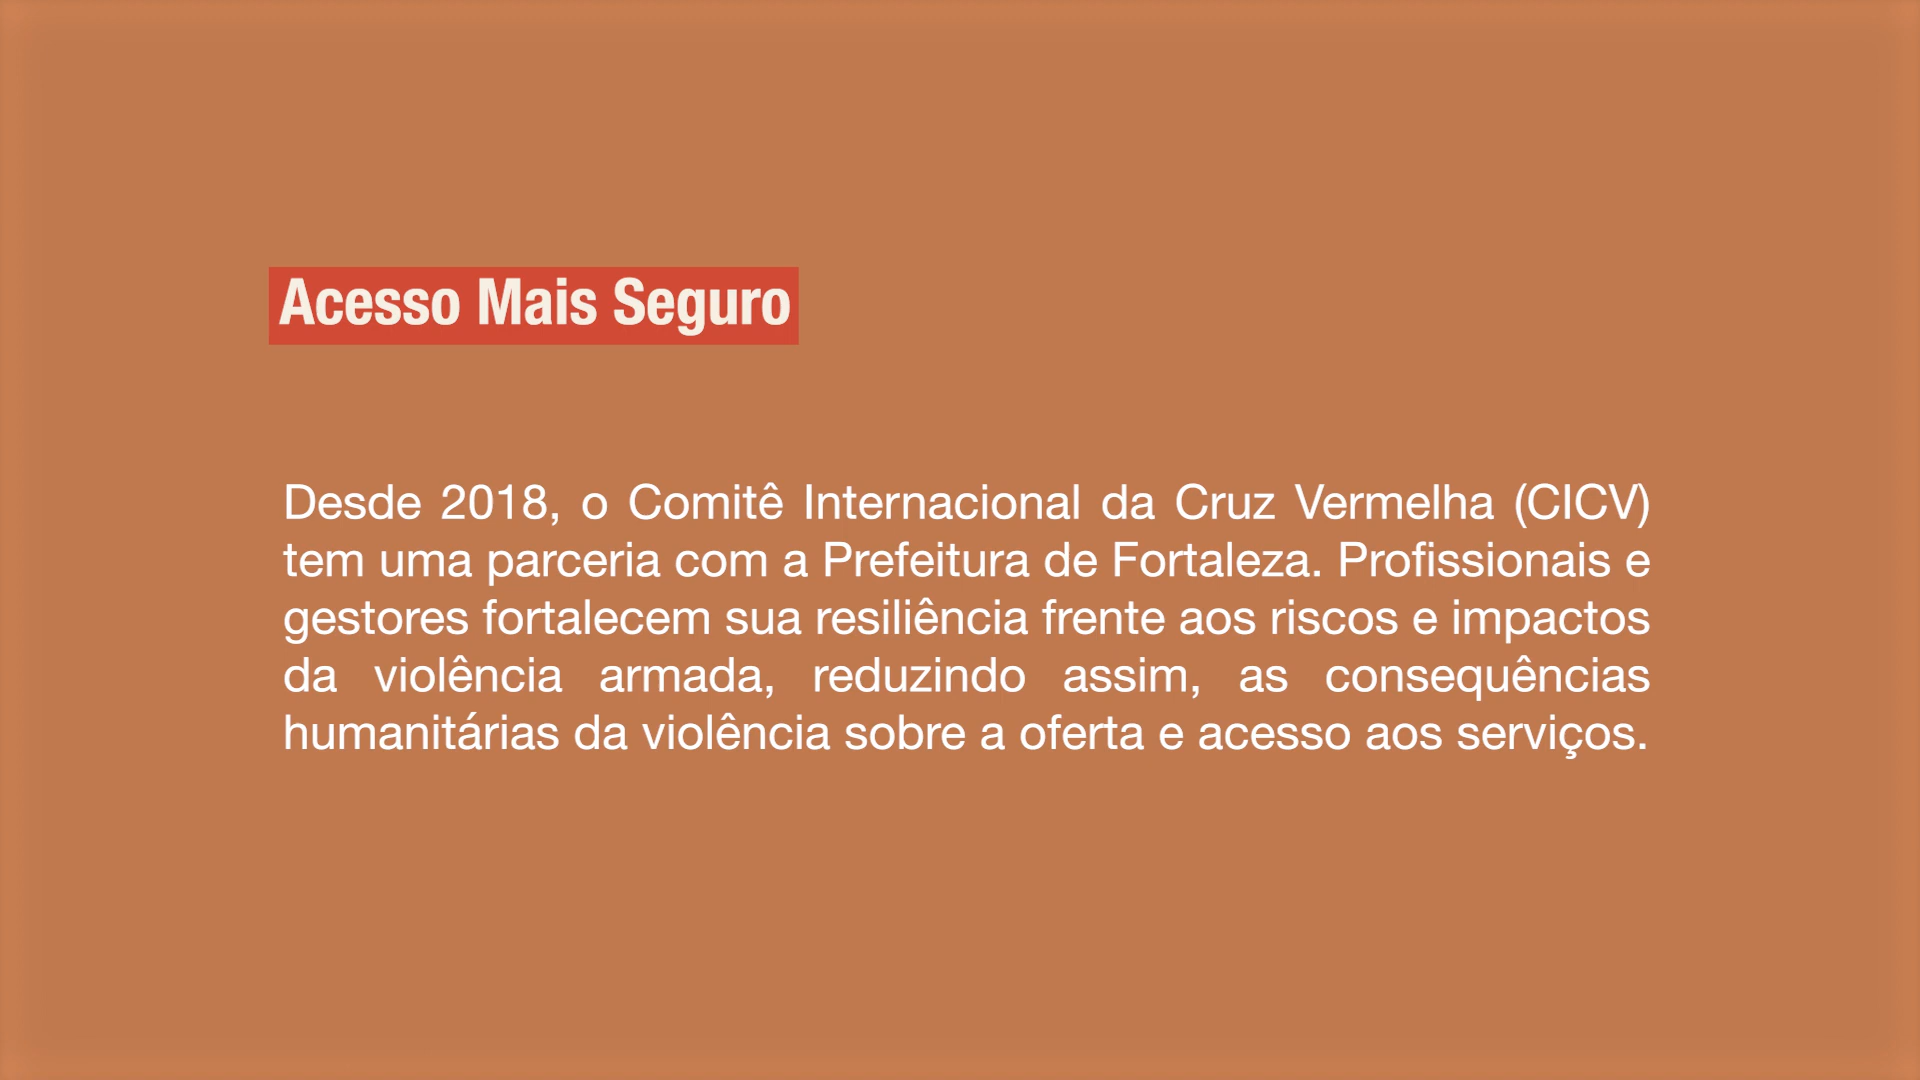 Acesso Mais Seguro
Desde 2018, o Comitê Internacional da Cruz Vermelha (CICV)
tem uma parceria com a Prefeitura de Fortaleza. Profissionais e
gestores fortalecem sua resiliência frente aos riscos e impactos
da violência armada, reduzindo assim, as consequências
humanitárias da violência sobre a oferta e acesso aos serviços.